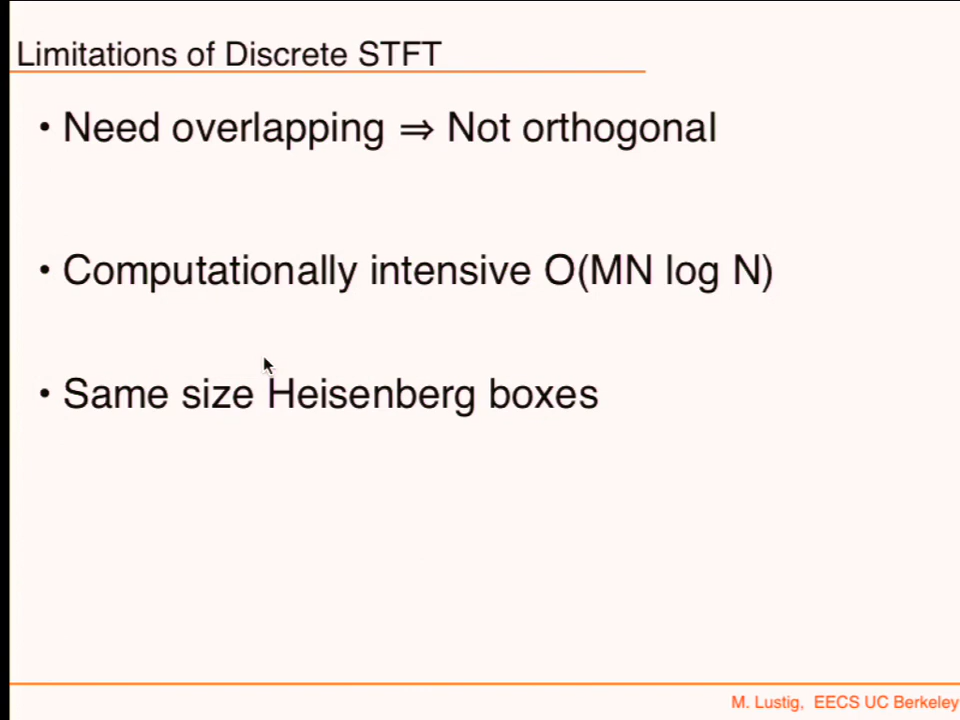 Limitations of Discrete STFT
• Need overlapping ⇒ Not orthogonal
• Computationally intensive O(MN log N)
• Same size Heisenberg boxes
M. Lustig, EECS UC Berkeley